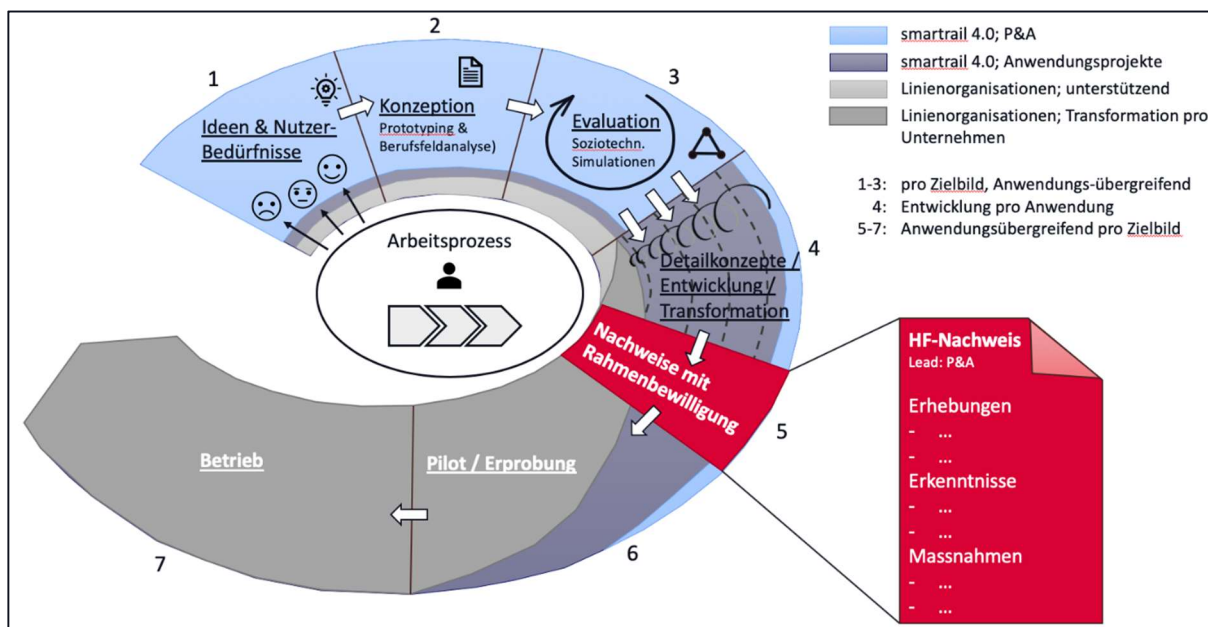 1
Ideen & Nutzer-
Bedürfnisse
2
Konzeption
Prototyping &
Berufsfeldanalyse)
3
Evaluation
Soziotechn.
Simulationen
4
Detailkonzepte /
Entwicklung /
Transformation
Arbeitsprozess
Nachweise mit
Rahmenbewilligung
5
Pilot / Erprobung
6
Betrieb
7
smartrail 4.0; P&A
smartrail 4.0; Anwendungsprojekte
Linienorganisationen; unterstützend
Linienorganisationen; Transformation pro
Unternehmen
1-3: pro Zielbild, Anwendungs-übergreifend
4: Entwicklung pro Anwendung
5-7: Anwendungsübergreifend pro Zielbild
HF-Nachweis
Lead: P&A
Erhebungen
- ...
- ...
Erkenntnisse
- ...
- ...
Massnahmen
- ...
- ...